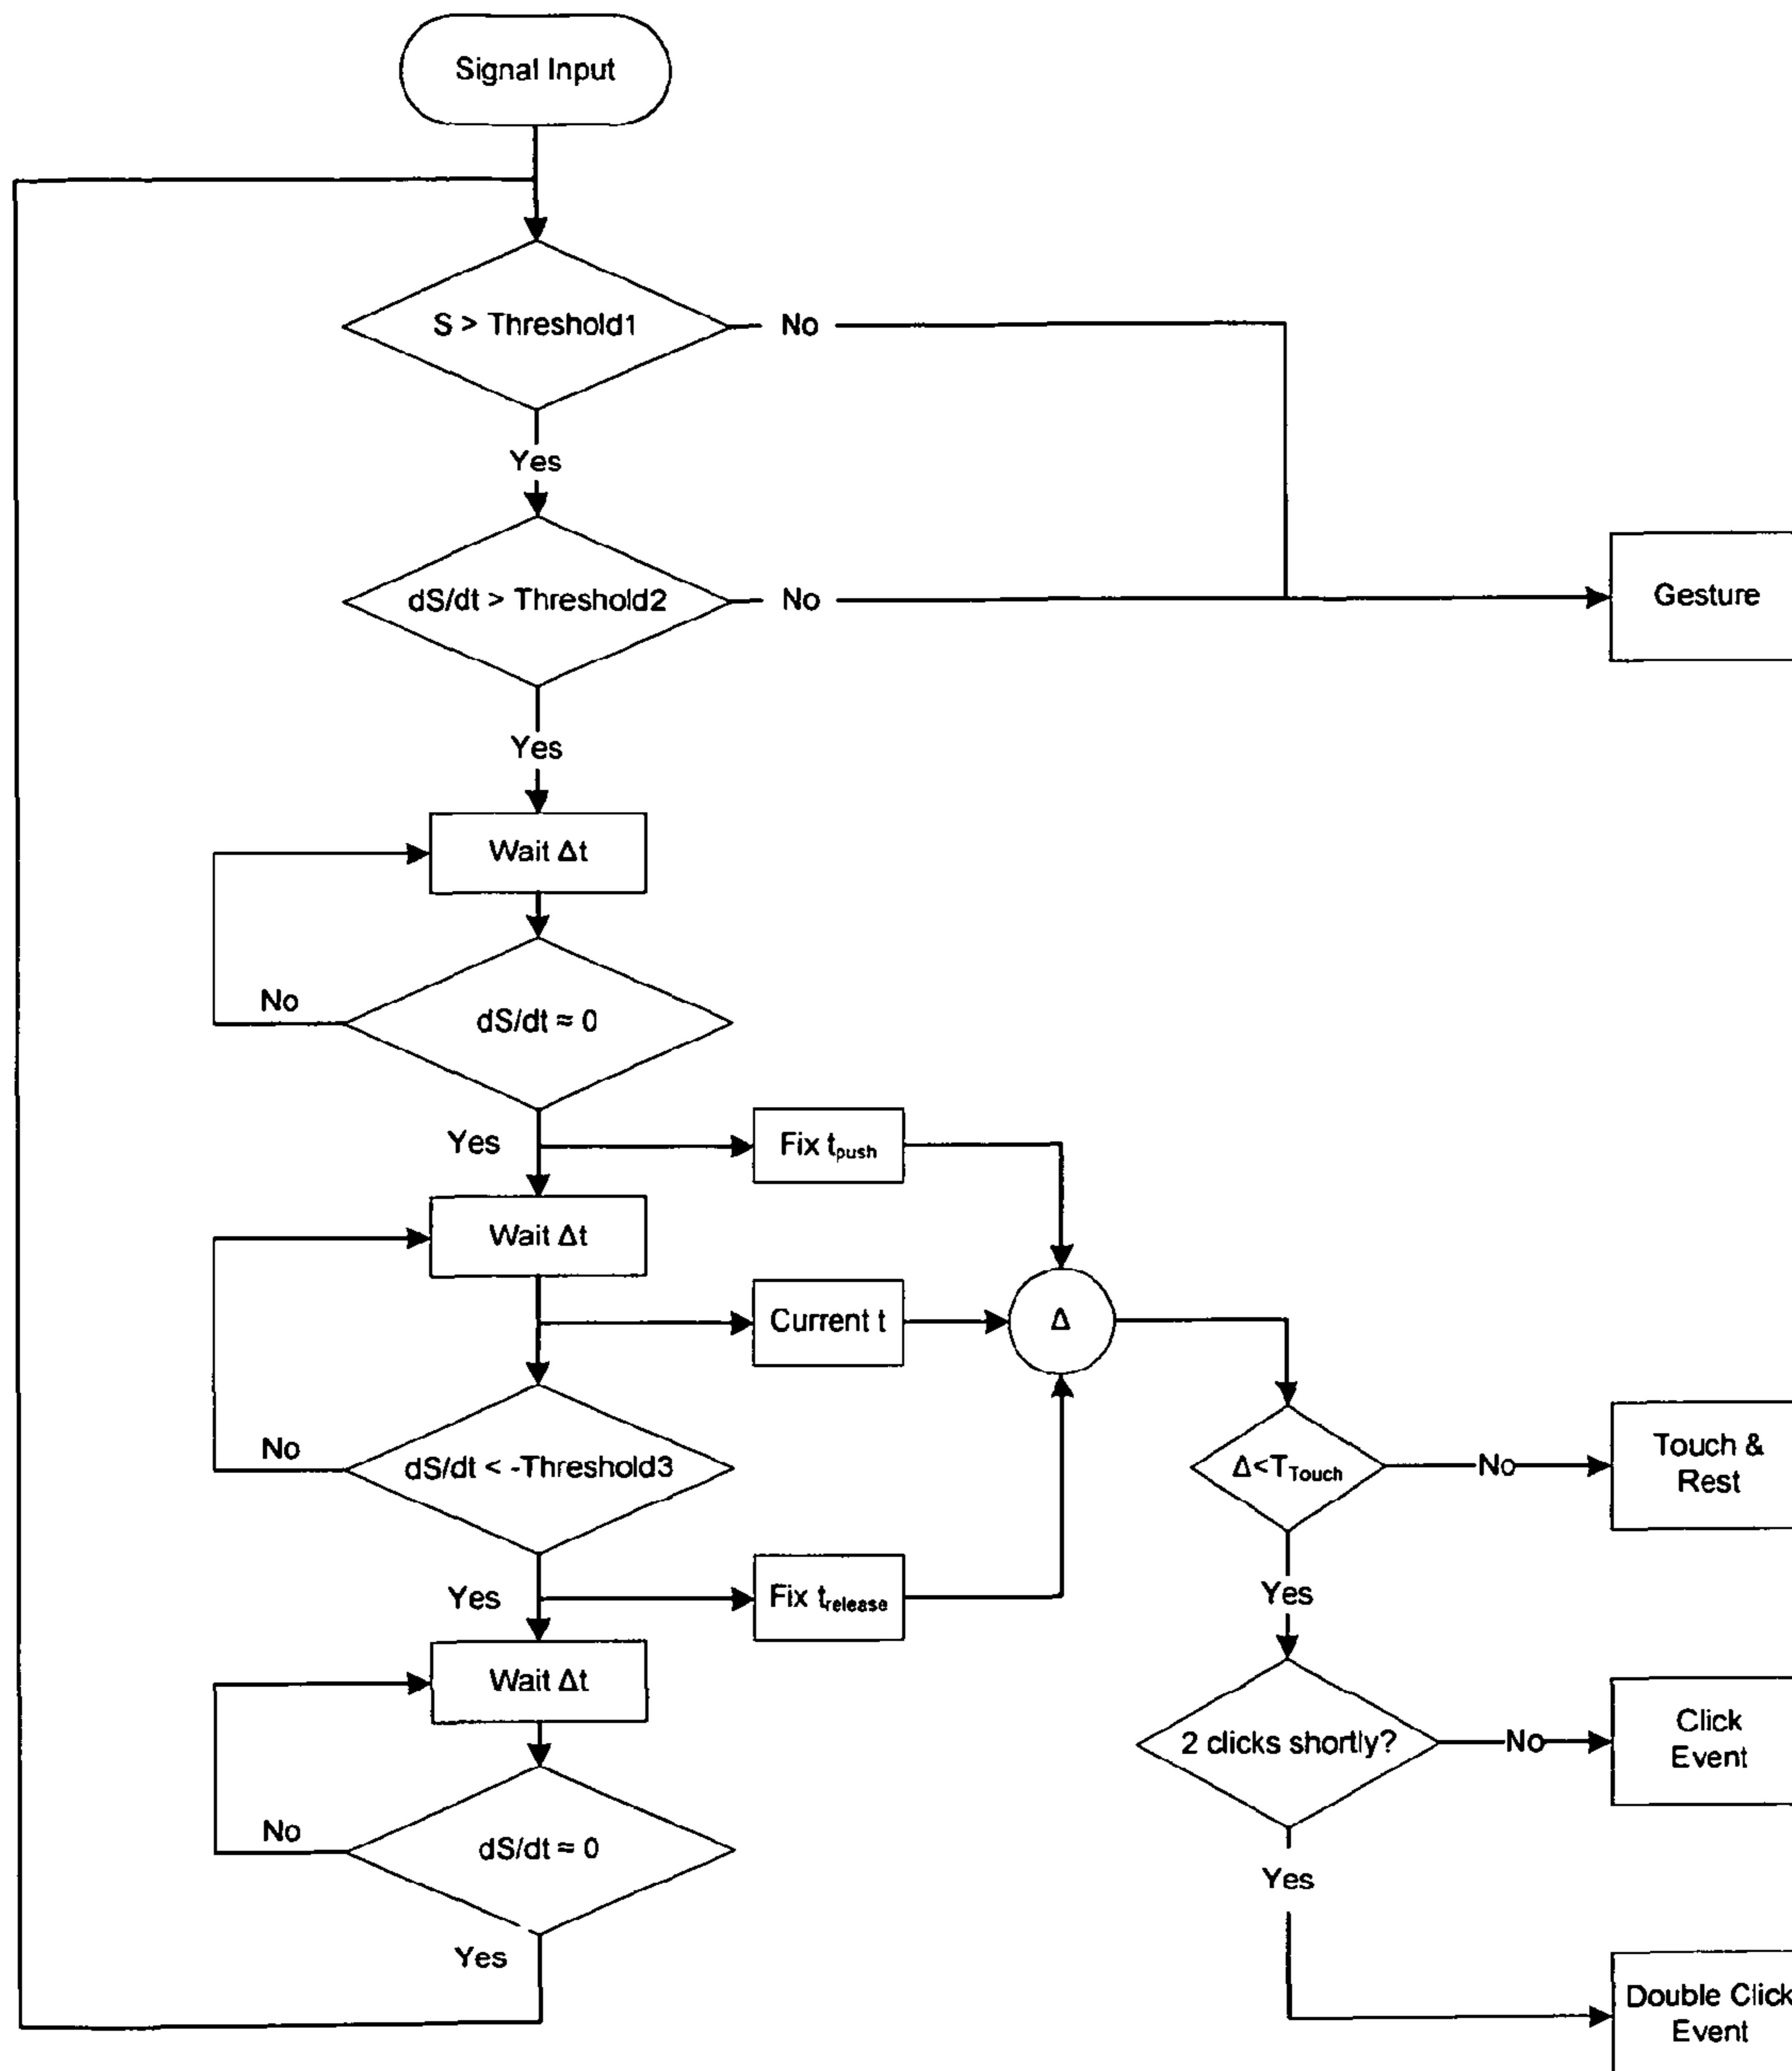 Signal Input
S > Threshold1
No
Yes
dS/dt > Threshold2
No
Gesture
Yes
Wait Δt
No
dS/dt ≈ 0
Yes
Fix tpush
Wait Δt
Current t
Δ
No
dS/dt < -Threshold3
Δ<TTouch
No
Touch &
Rest
Yes
Fix trelease
Yes
Wait Δt
2 clicks shortly?
No
Click
Event
No
dS/dt ≈ 0
Yes
Yes
Double Click
Event